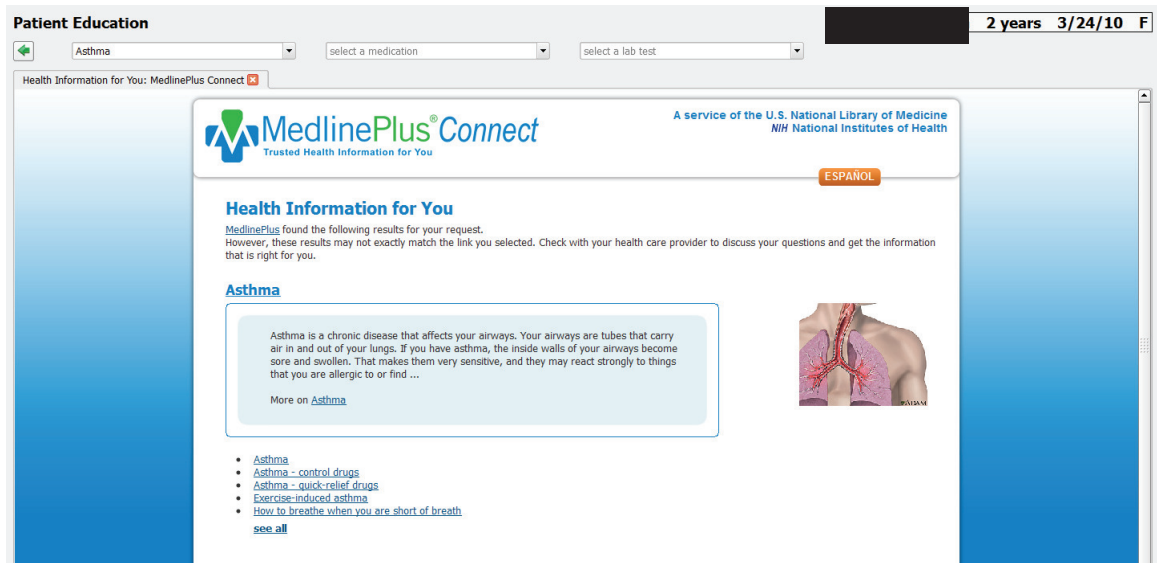 Patient Education
2 years 3/24/10 F
Asthma
select a medication
select a lab test
Health Information for You: MedlinePlus Connect
MedlinePlus® Connect
Trusted Health Information for You
A service of the U.S. National Library of Medicine
NIH National Institutes of Health
ESPAÑOL
Health Information for You
MedlinePlus found the following results for your request.
However, these results may not exactly match the link you selected. Check with your health care provider to discuss your questions and get the information
that is right for you.
Asthma
Asthma is a chronic disease that affects your airways. Your airways are tubes that carry
air in and out of your lungs. If you have asthma, the inside walls of your airways become
sore and swollen. That makes them very sensitive, and they may react strongly to things
that you are allergic to or find ...
More on Asthma
ADAM
• Asthma
• Asthma - control drugs
• Asthma - quick-relief drugs
• Exercise-induced asthma
• How to breathe when you are short of breath
see all